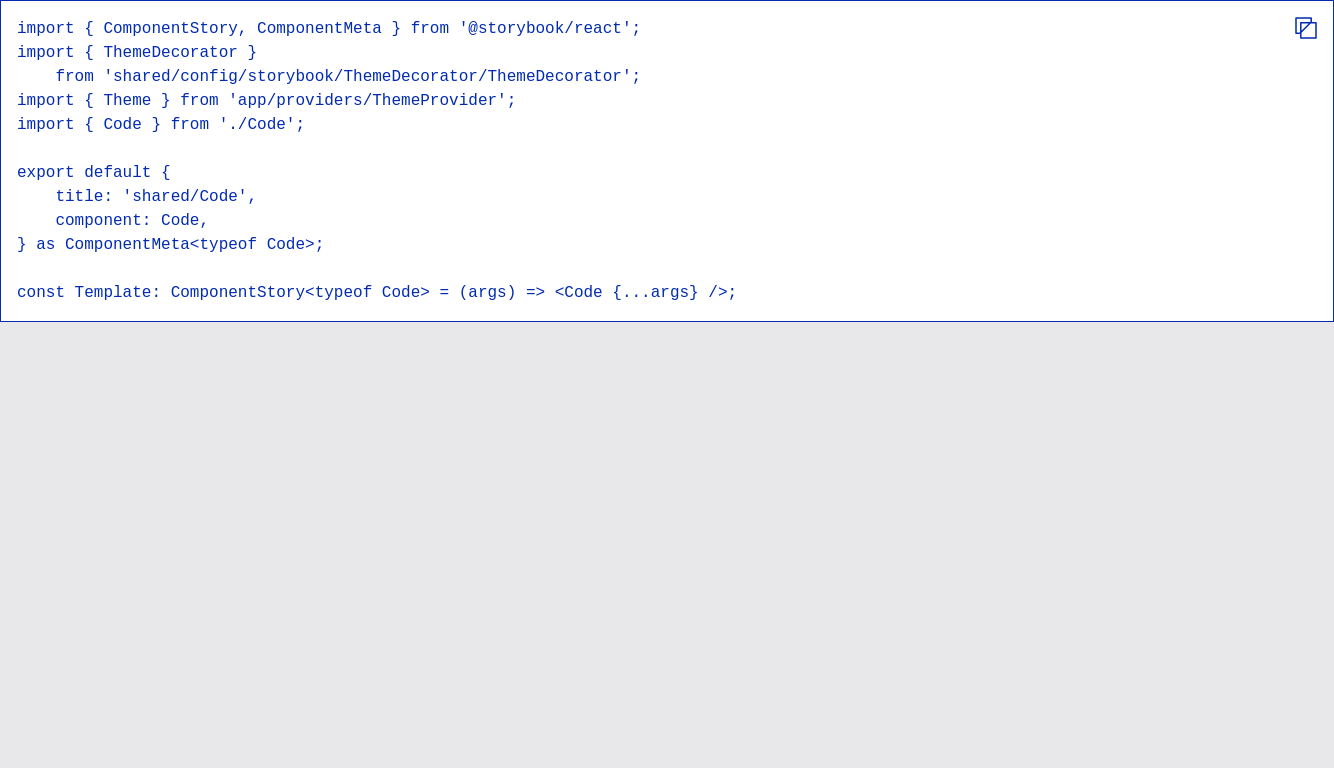 import { ComponentStory, ComponentMeta } from '@storybook/react';
import { ThemeDecorator }
    from 'shared/config/storybook/ThemeDecorator/ThemeDecorator';
import { Theme } from 'app/providers/ThemeProvider';
import { Code } from './Code';

export default {
    title: 'shared/Code',
    component: Code,
} as ComponentMeta<typeof Code>;

const Template: ComponentStory<typeof Code> = (args) => <Code {...args} />;